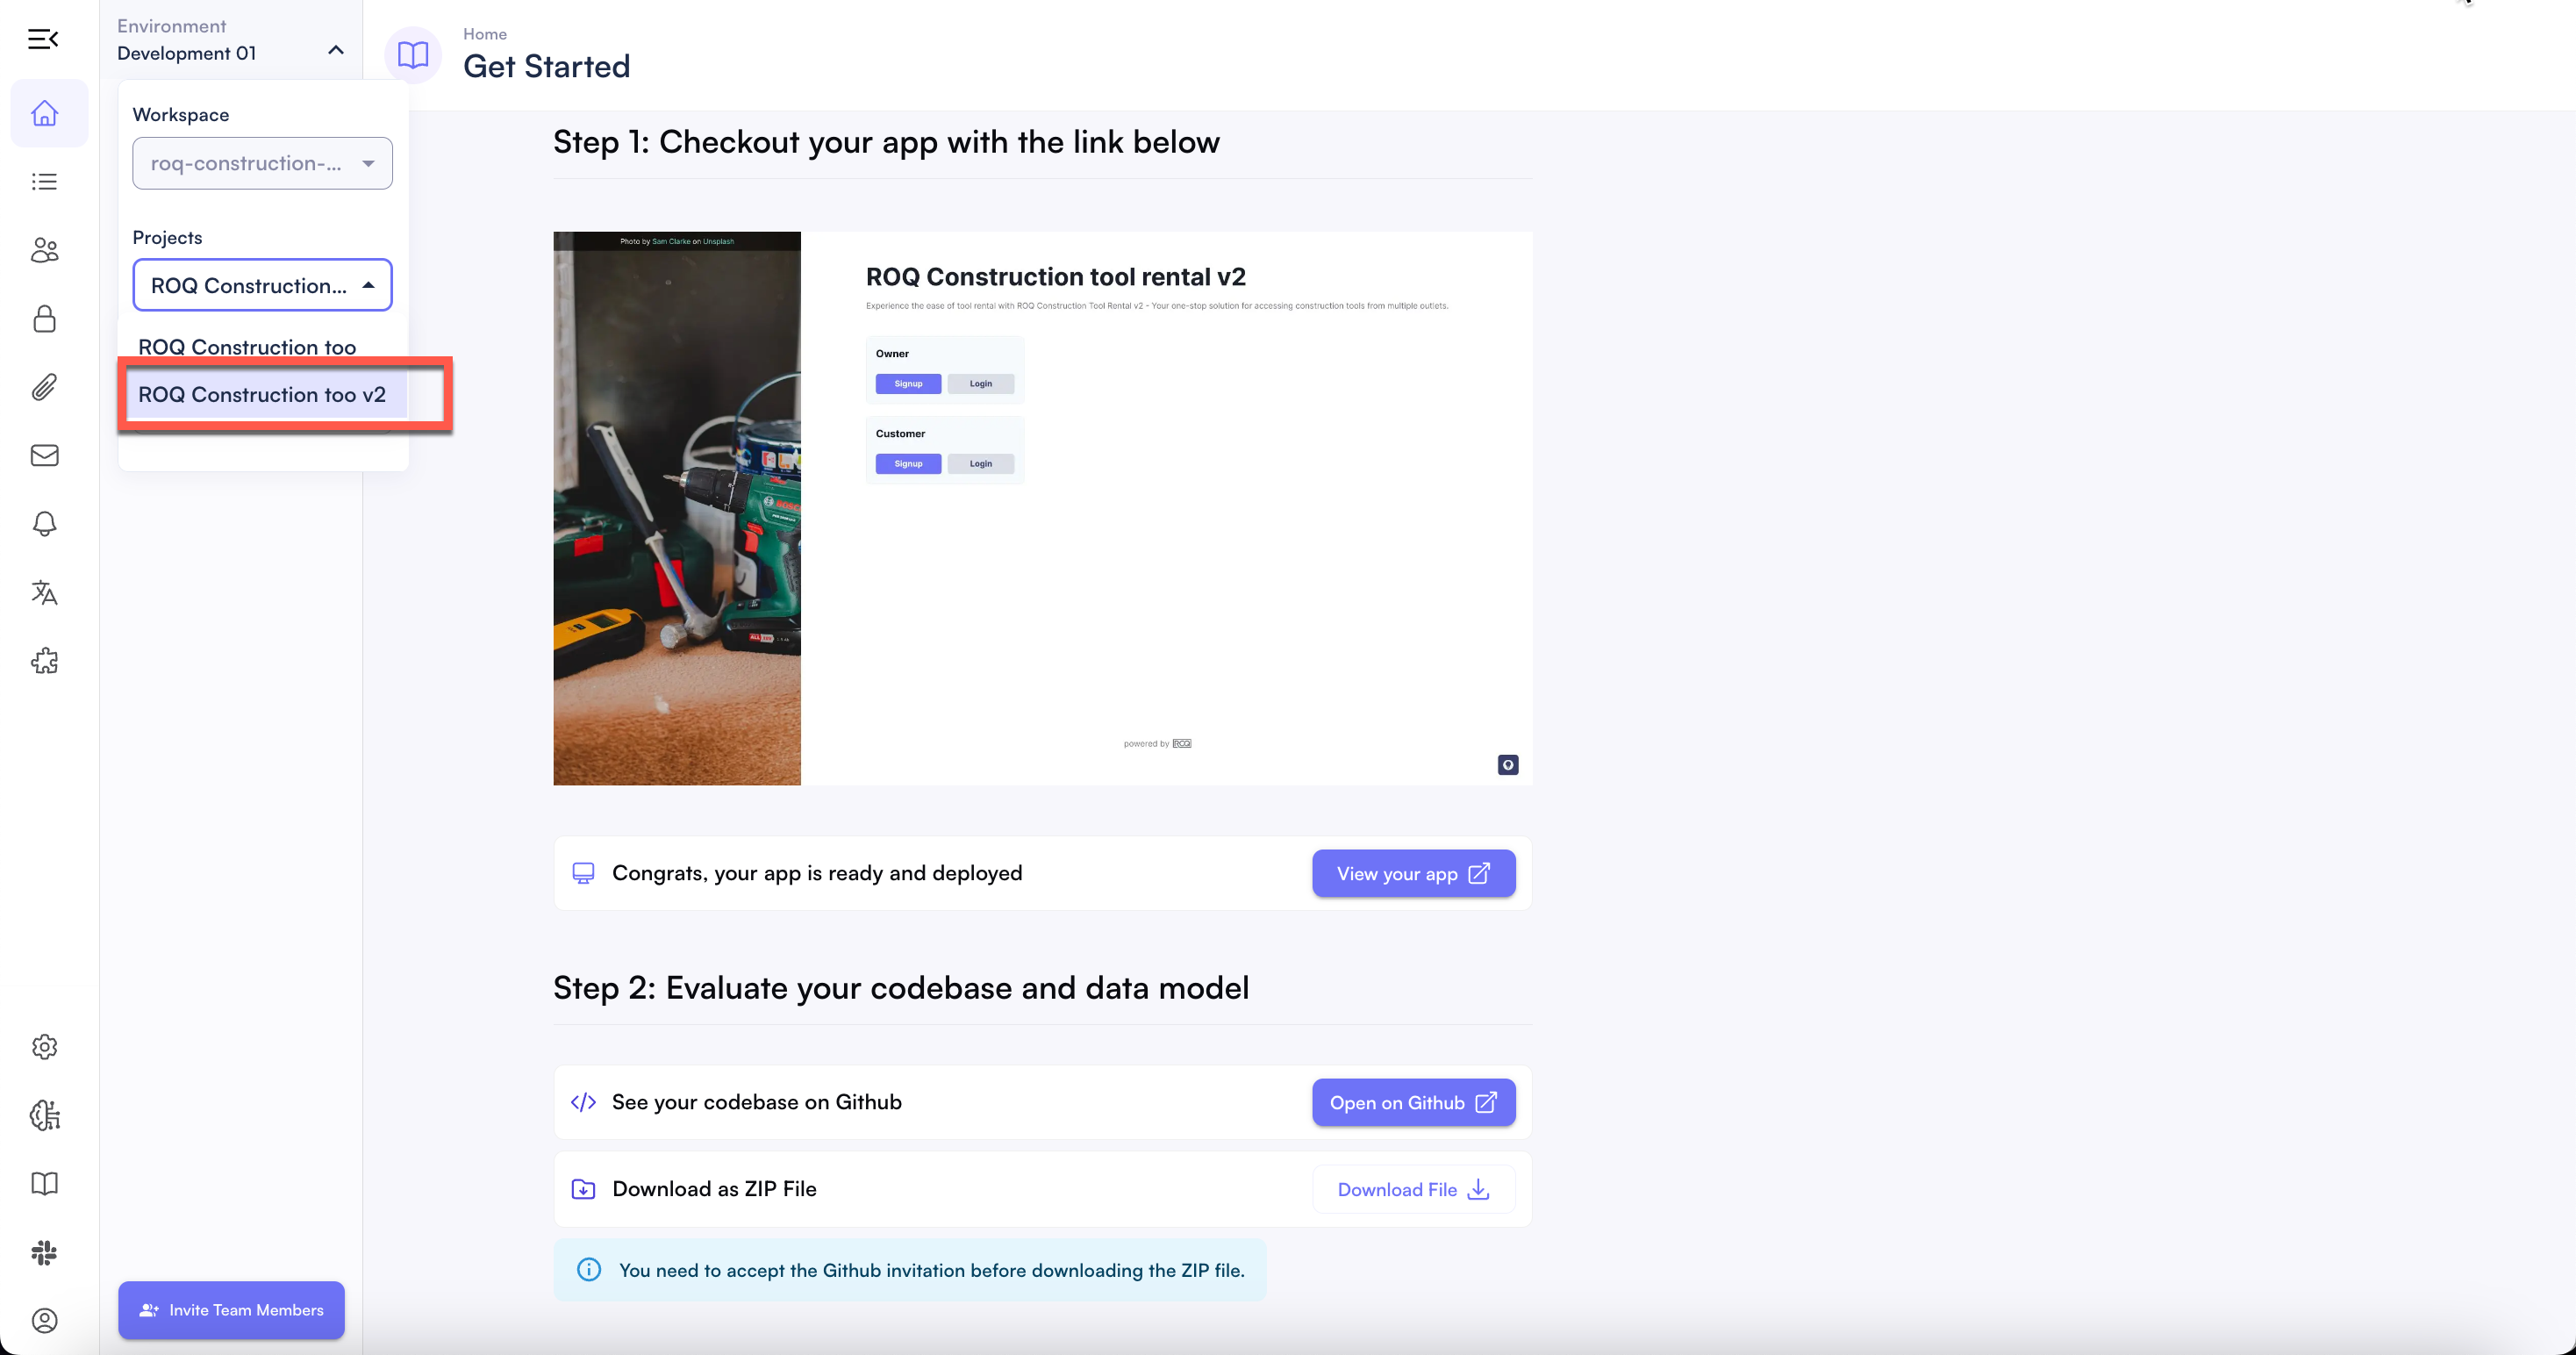 Environment
Development 01
Home
Get Started
Workspace
roq-construction-...
Projects
ROQ Construction...
ROQ Construction too
ROQ Construction too v2
Step 1: Checkout your app with the link below
Photo by Sam Clarke on Unsplash
ROQ Construction tool rental v2
Experience the ease of tool rental with ROQ Construction Tool Rental v2 - Your one-stop solution for accessing construction tools from multiple outlets.
Owner
Signup Login
Customer
Signup Login
powered by ROQ
Congrats, your app is ready and deployed
View your app
Step 2: Evaluate your codebase and data model
See your codebase on Github
Open on Github
Download as ZIP File
Download File
You need to accept the Github invitation before downloading the ZIP file.
Invite Team Members